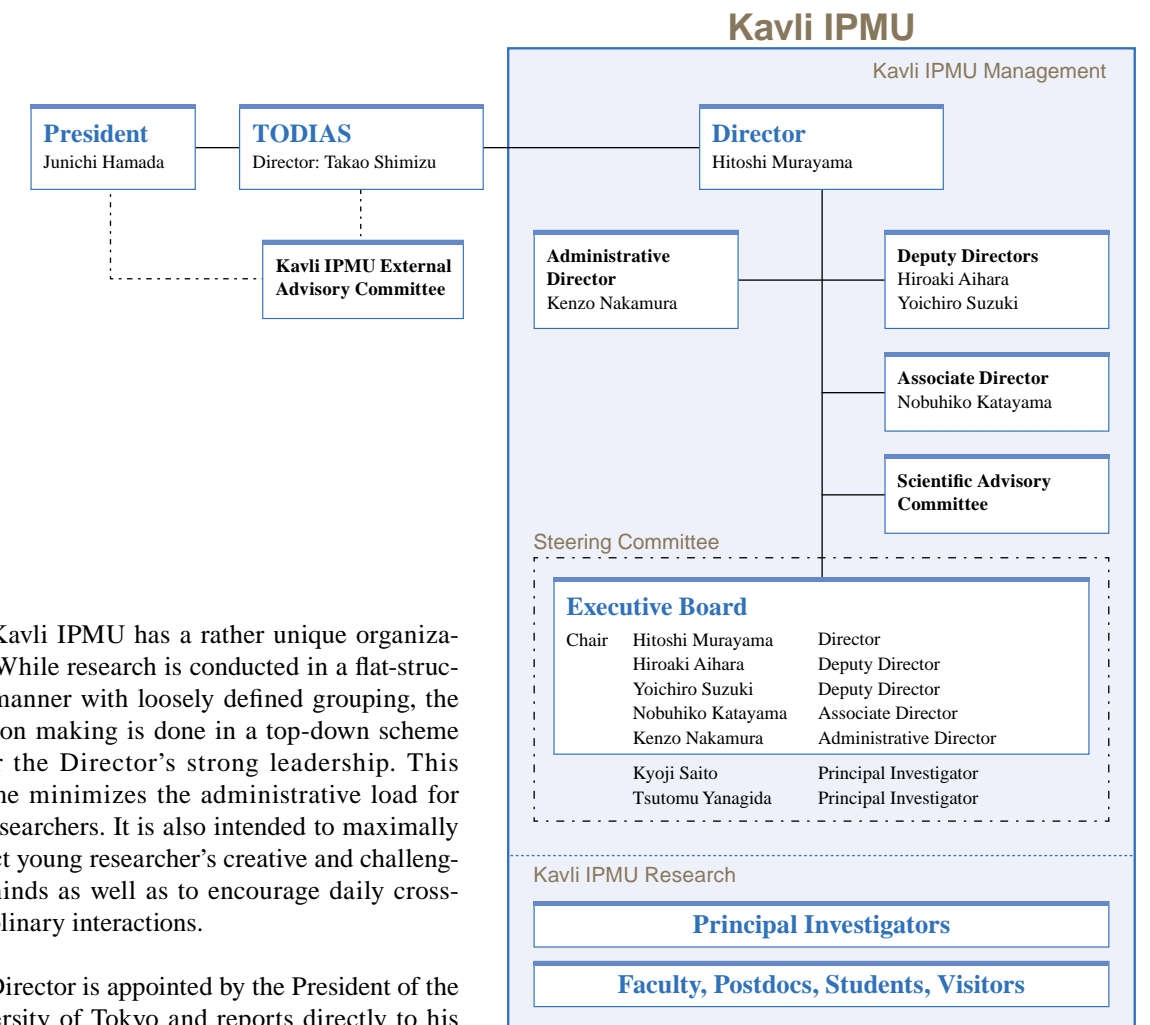 Kavli IPMU
Kavli IPMU Management
President
Junichi Hamada
TODIAS
Director: Takao Shimizu
Director
Hitoshi Murayama
Kavli IPMU External
Advisory Committee
Administrative
Director
Kenzo Nakamura
Deputy Directors
Hiroaki Aihara
Yoichiro Suzuki
Associate Director
Nobuhiko Katayama
Scientific Advisory
Committee
Steering Committee
Executive Board
Chair Hitoshi Murayama Director
Hiroaki Aihara Deputy Director
Yoichiro Suzuki Deputy Director
Nobuhiko Katayama Associate Director
Kenzo Nakamura Administrative Director
Kyoji Saito Principal Investigator
Tsutomu Yanagida Principal Investigator
Kavli IPMU Research
Principal Investigators
Faculty, Postdocs, Students, Visitors
Kavli IPMU has a rather unique organiza-
While research is conducted in a flat-struc-
manner with loosely defined grouping, the
on making is done in a top-down scheme
r the Director's strong leadership. This
ne minimizes the administrative load for
searchers. It is also intended to maximally
ct young researcher's creative and challeng-
inds as well as to encourage daily cross-
plinary interactions.
Director is appointed by the President of the
ersity of Tokyo and reports directly to his